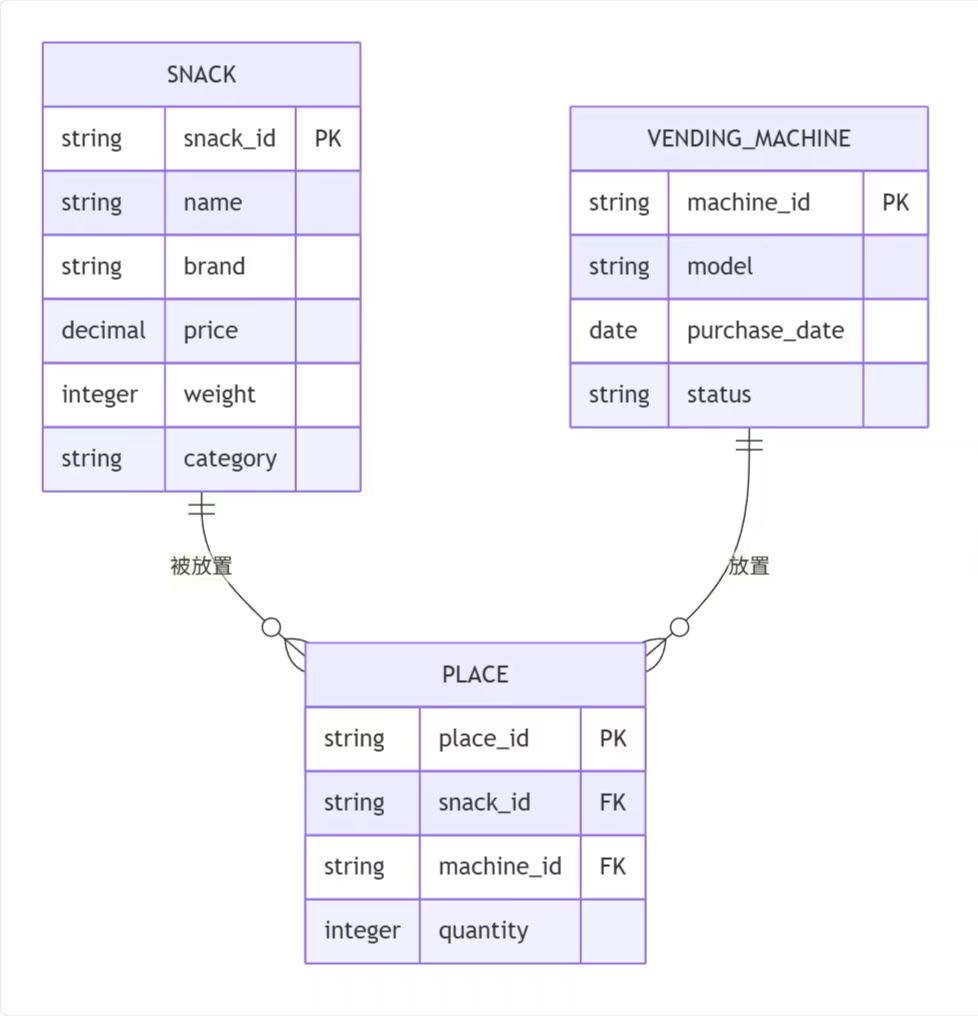 SNACK
string snack_id PK
string name
string brand
decimal price
integer weight
string category
VENDING_MACHINE
string machine_id PK
string model
date purchase_date
string status
被放置
放置
PLACE
string place_id PK
string snack_id FK
string machine_id FK
integer quantity